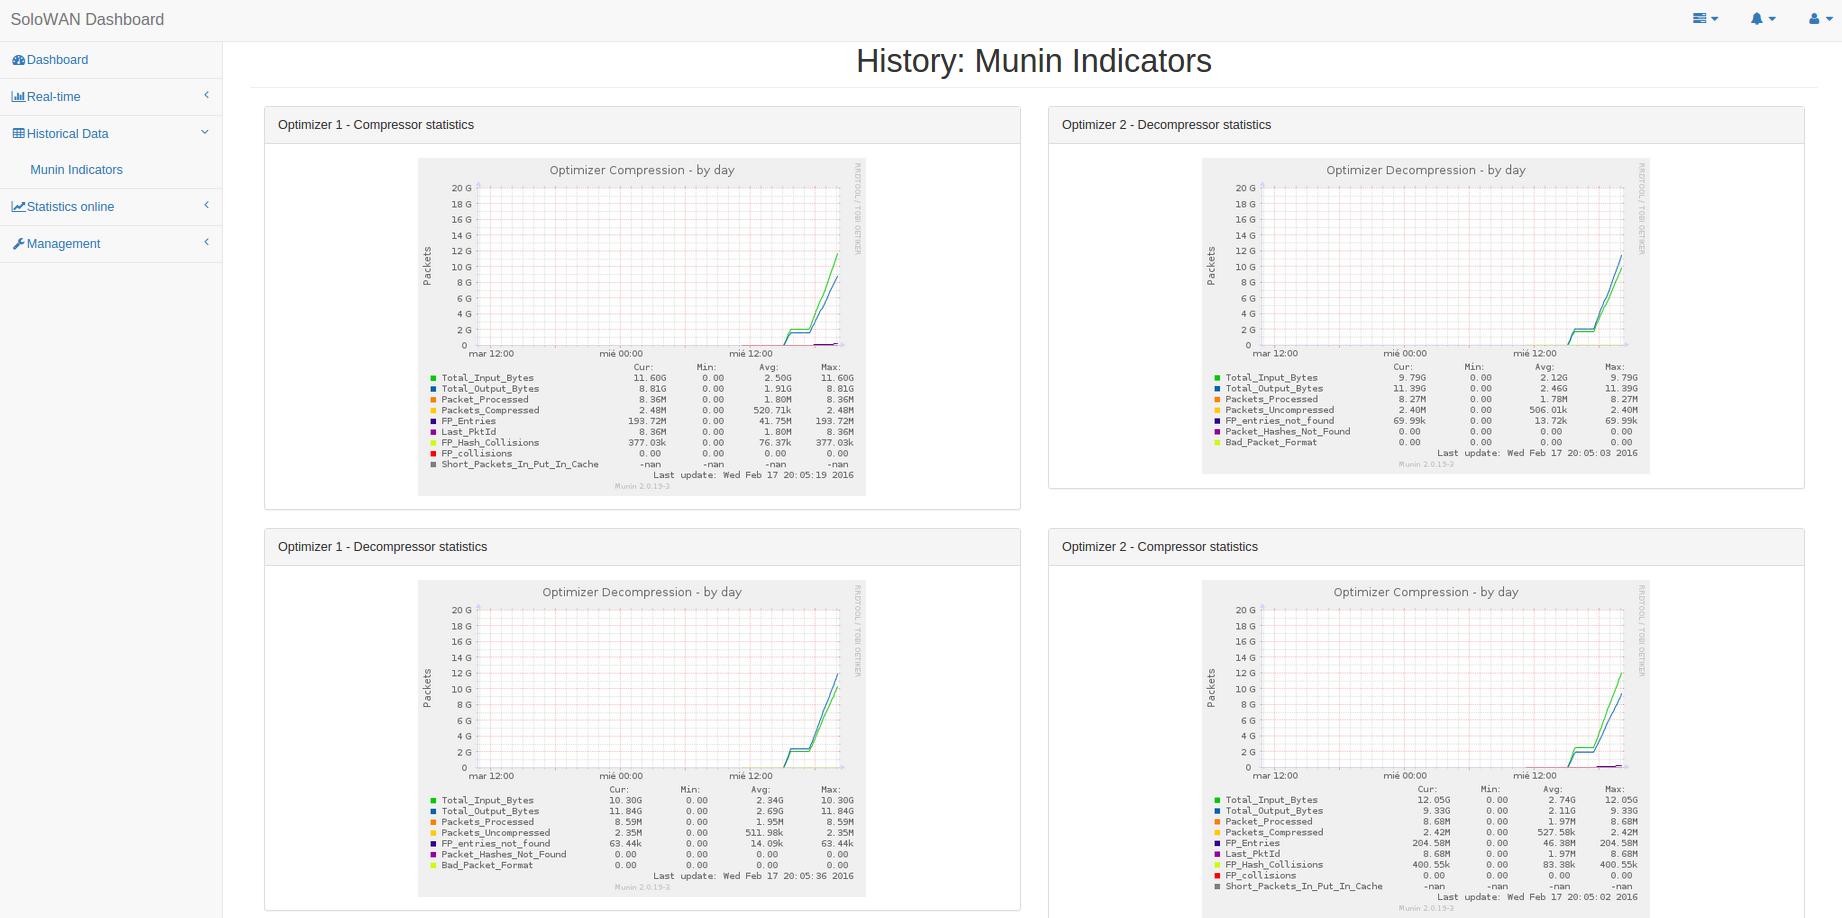 SoloWAN Dashboard
Dashboard
Real-time
Historical Data
Munin Indicators
Statistics online
Management
History: Munin Indicators
Optimizer 1 - Compressor statistics
Optimizer Compression - by day
RRDTOOL / TOBI OETIKER
Packets
20 G
18 G
16 G
14 G
12 G
10 G
8 G
6 G
4 G
2 G
0
mar 12:00 mié 00:00 mié 12:00
Cur: Min: Avg: Max:
Total_Input_Bytes 11.60G 0.00 2.50G 11.60G
Total_Output_Bytes 8.81G 0.00 1.91G 8.81G
Packet_Processed 8.36M 0.00 1.80M 8.36M
Packets_Compressed 2.48M 0.00 520.71k 2.48M
FP_Entries 193.72M 0.00 41.75M 193.72M
Last_PktId 8.36M 0.00 1.80M 8.36M
FP_Hash_Collisions 377.03k 0.00 76.37k 377.03k
FP_collisions 0.00 0.00 0.00 0.00
Short_Packets_In_Put_In_Cache -nan -nan -nan -nan
Last update: Wed Feb 17 20:05:19 2016
Munin 2.0.19-3
Optimizer 2 - Decompressor statistics
Optimizer Decompression - by day
RRDTOOL / TOBI OETIKER
Packets
20 G
18 G
16 G
14 G
12 G
10 G
8 G
6 G
4 G
2 G
0
mar 12:00 mié 00:00 mié 12:00
Cur: Min: Avg: Max:
Total_Input_Bytes 9.79G 0.00 2.12G 9.79G
Total_Output_Bytes 11.39G 0.00 2.46G 11.39G
Packets_Processed 8.27M 0.00 1.78M 8.27M
Packets_Uncompressed 2.40M 0.00 506.01k 2.40M
FP_entries_not_found 69.99k 0.00 13.72k 69.99k
Packet_Hashes_Not_Found 0.00 0.00 0.00 0.00
Bad_Packet_Format 0.00 0.00 0.00 0.00
Last update: Wed Feb 17 20:05:03 2016
Munin 2.0.19-3
Optimizer 1 - Decompressor statistics
Optimizer Decompression - by day
RRDTOOL / TOBI OETIKER
Packets
20 G
18 G
16 G
14 G
12 G
10 G
8 G
6 G
4 G
2 G
0
mar 12:00 mié 00:00 mié 12:00
Cur: Min: Avg: Max:
Total_Input_Bytes 10.30G 0.00 2.34G 10.30G
Total_Output_Bytes 11.84G 0.00 2.69G 11.84G
Packets_Processed 8.59M 0.00 1.95M 8.59M
Packets_Uncompressed 2.35M 0.00 511.98k 2.35M
FP_entries_not_found 63.44k 0.00 14.09k 63.44k
Packet_Hashes_Not_Found 0.00 0.00 0.00 0.00
Bad_Packet_Format 0.00 0.00 0.00 0.00
Last update: Wed Feb 17 20:05:36 2016
Munin 2.0.19-3
Optimizer 2 - Compressor statistics
Optimizer Compression - by day
RRDTOOL / TOBI OETIKER
Packets
20 G
18 G
16 G
14 G
12 G
10 G
8 G
6 G
4 G
2 G
0
mar 12:00 mié 00:00 mié 12:00
Cur: Min: Avg: Max:
Total_Input_Bytes 12.05G 0.00 2.74G 12.05G
Total_Output_Bytes 9.33G 0.00 2.11G 9.33G
Packet_Processed 8.68M 0.00 1.97M 8.68M
Packets_Compressed 2.42M 0.00 527.58k 2.42M
FP_Entries 204.58M 0.00 46.38M 204.58M
Last_PktId 8.68M 0.00 1.97M 8.68M
FP_Hash_Collisions 400.55k 0.00 83.38k 400.55k
FP_collisions 0.00 0.00 0.00 0.00
Short_Packets_In_Put_In_Cache -nan -nan -nan -nan
Last update: Wed Feb 17 20:05:02 2016
Munin 2.0.19-3